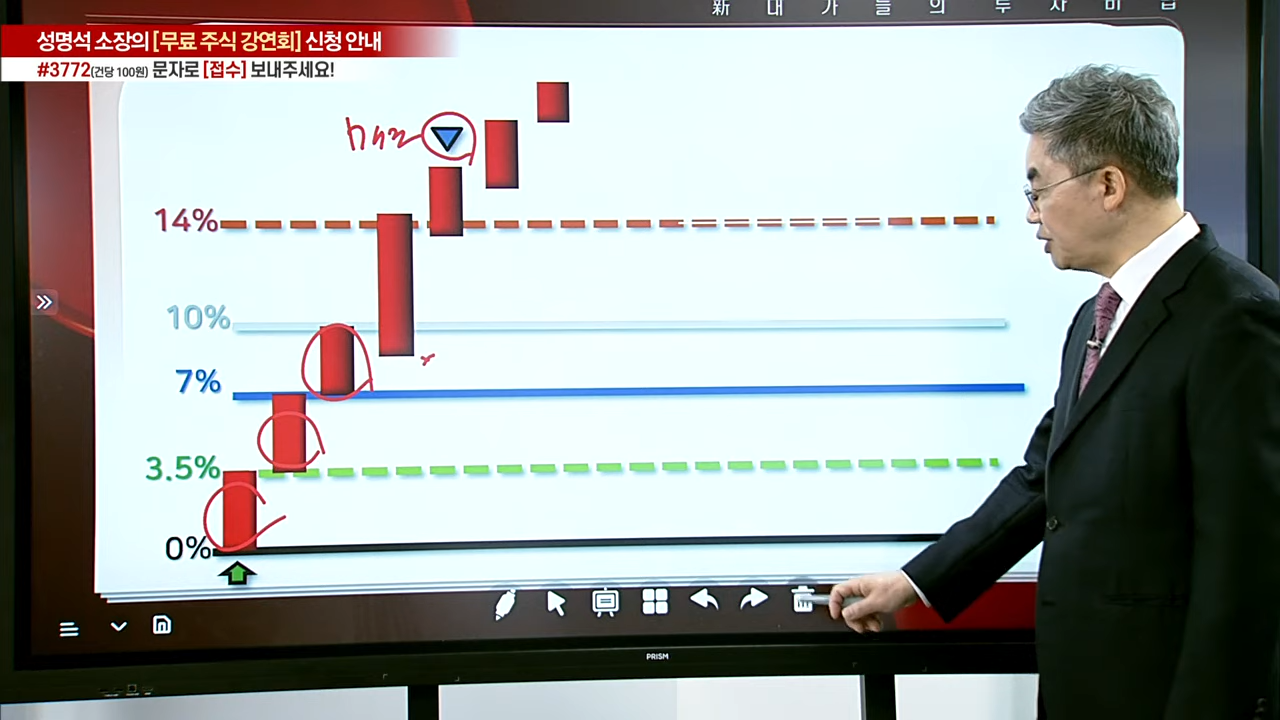 新 대 가 들 의 투 자 비 법
성명석 소장의 [무료 주식 강연회] 신청 안내
#3772(건당 100원) 문자로 [접수] 보내주세요!
14%
10%
7%
3.5%
0%
PRISM